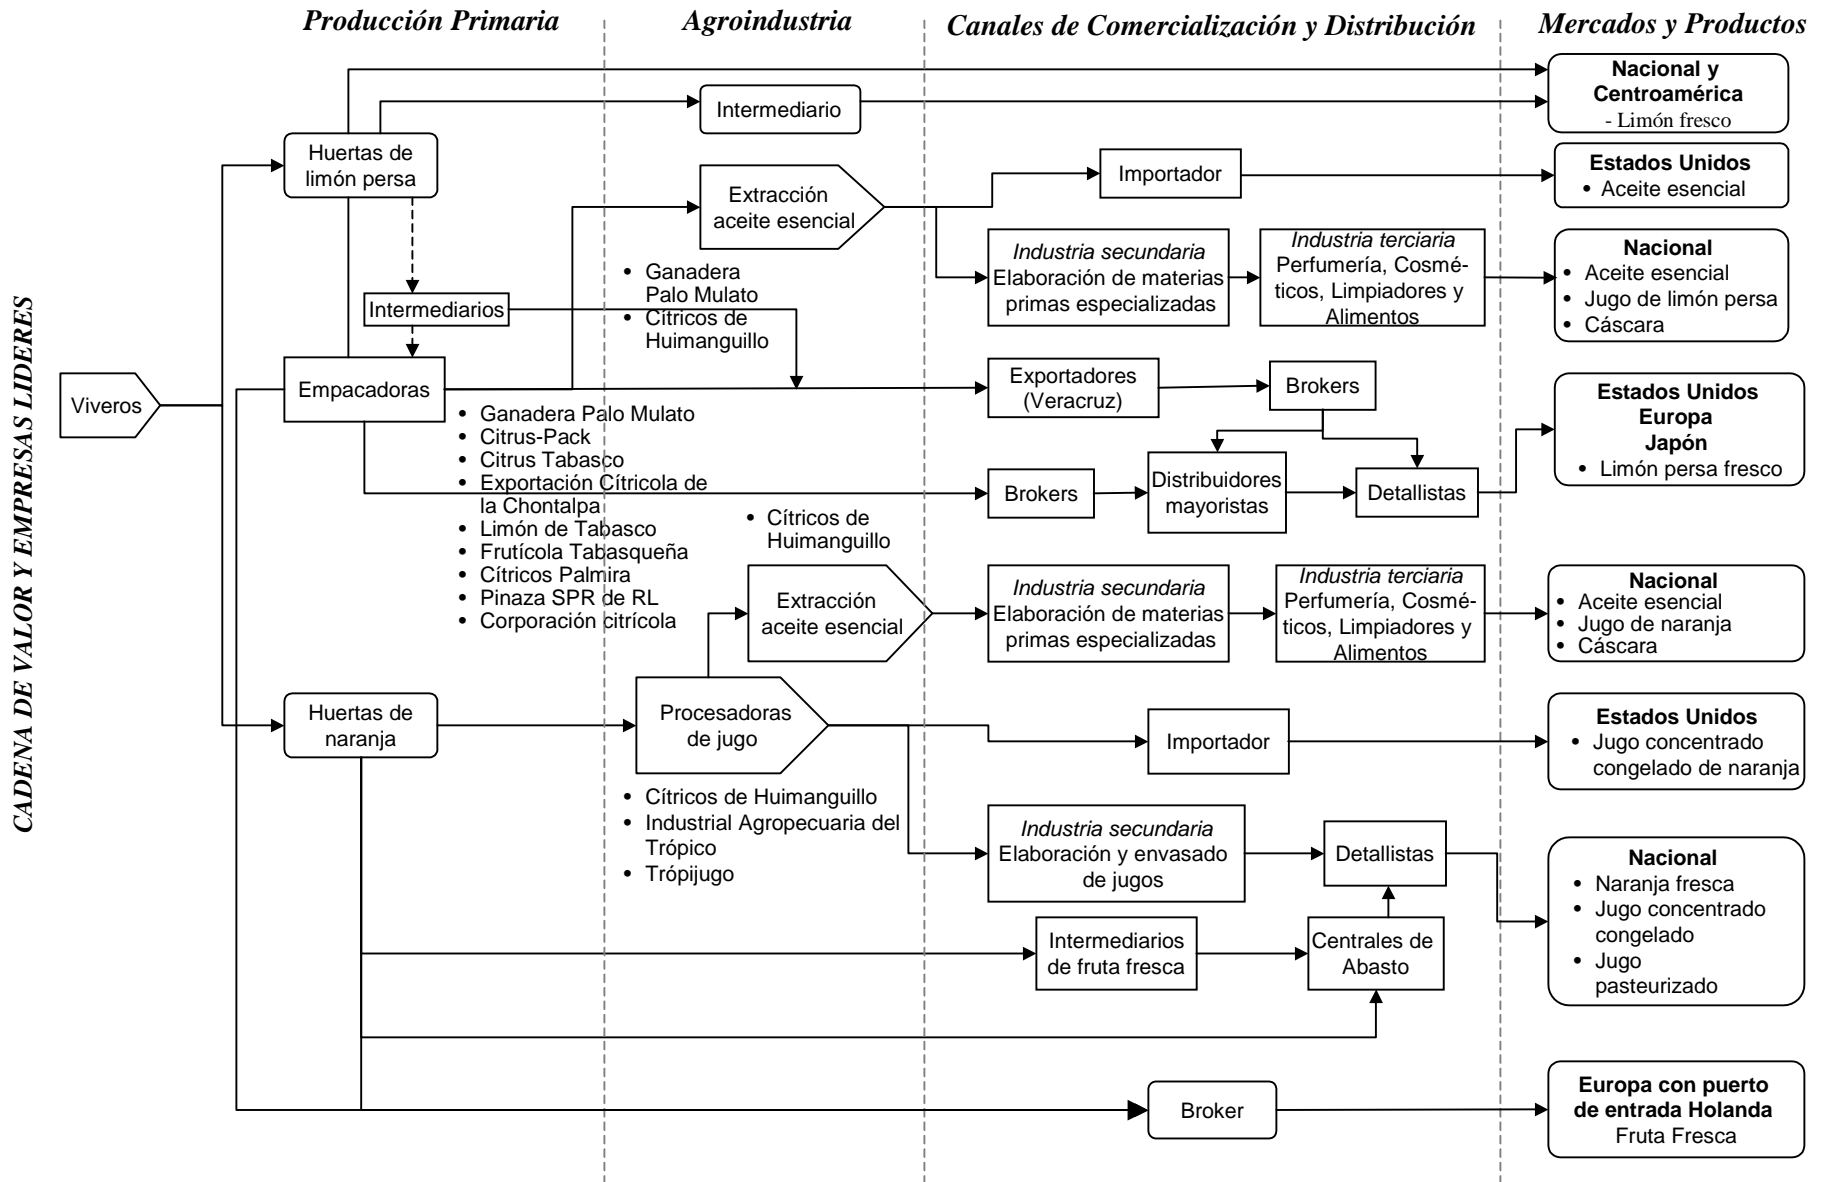 Producción Primaria
Agroindustria
Canales de Comercialización y Distribución
Mercados y Productos
CADENA DE VALOR Y EMPRESAS LIDERES
Nacional y
Centroamérica
- Limón fresco
Intermediario
Huertas de
limón persa
Extracción
aceite esencial
Importador
Estados Unidos
• Aceite esencial
Industria secundaria
Elaboración de materias
primas especializadas
Industria terciaria
Perfumería, Cosmé-
ticos, Limpiadores y
Alimentos
Nacional
• Aceite esencial
• Jugo de limón persa
• Cáscara
• Ganadera
Palo Mulato
• Cítricos de
Huimanguillo
Intermediarios
Viveros
Empacadoras
Exportadores
(Veracruz)
Brokers
Estados Unidos
Europa
Japón
• Limón persa fresco
• Ganadera Palo Mulato
• Citrus-Pack
• Citrus Tabasco
• Exportación Cítricola de
la Chontalpa
• Limón de Tabasco
• Frutícola Tabasqueña
• Cítricos Palmira
• Pinaza SPR de RL
• Corporación citrícola
Brokers
Distribuidores
mayoristas
Detallistas
• Cítricos de
Huimanguillo
Extracción
aceite esencial
Industria secundaria
Elaboración de materias
primas especializadas
Industria terciaria
Perfumería, Cosmé-
ticos, Limpiadores y
Alimentos
Nacional
• Aceite esencial
• Jugo de naranja
• Cáscara
Huertas de
naranja
Procesadoras
de jugo
Importador
Estados Unidos
• Jugo concentrado
congelado de naranja
• Cítricos de Huimanguillo
• Industrial Agropecuaria del
Trópico
• Trópijugo
Industria secundaria
Elaboración y envasado
de jugos
Detallistas
Nacional
• Naranja fresca
• Jugo concentrado
congelado
• Jugo
pasteurizado
Intermediarios
de fruta fresca
Centrales de
Abasto
Broker
Europa con puerto
de entrada Holanda
Fruta Fresca